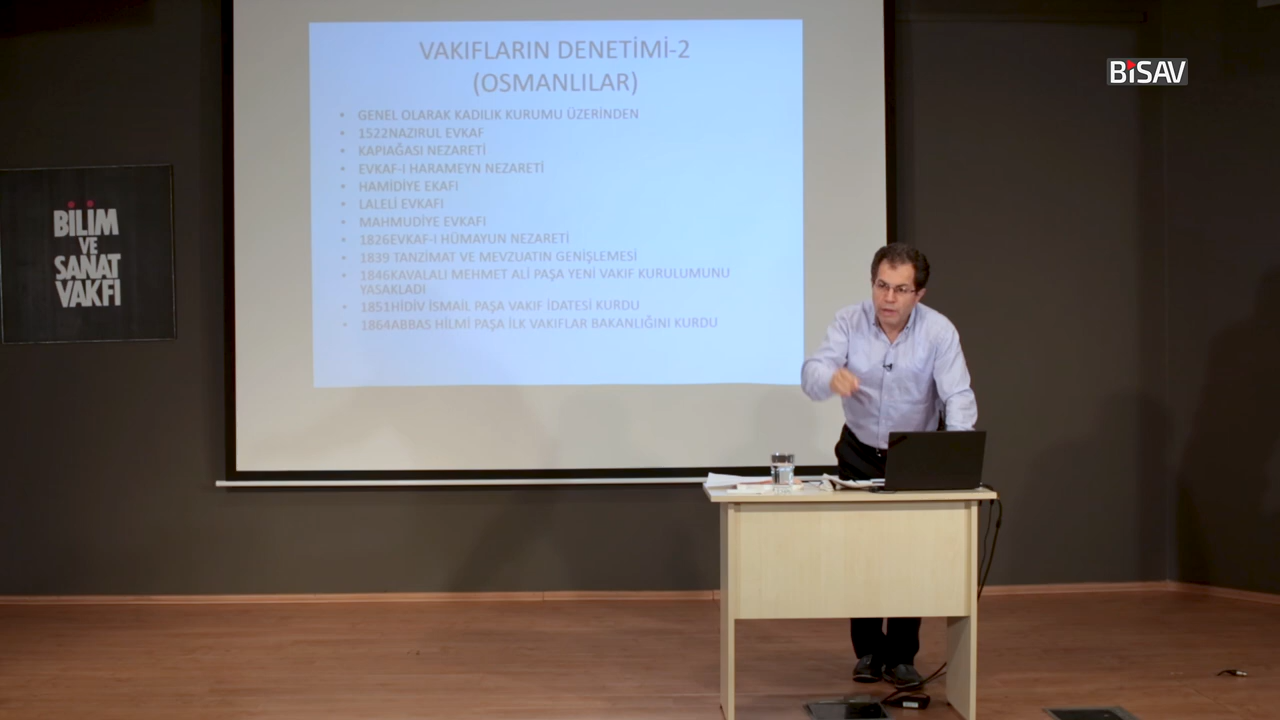 VAKIFLARIN DENETİMİ-2
(OSMANLILAR)
• GENEL OLARAK KADILIK KURUMU ÜZERİNDEN
• 1522NAZIRUL EVKAF
• KAPIAĞASI NEZARETİ
• EVKAF-I HARAMEYN NEZARETİ
• HAMİDİYE EKAFI
• LALELİ EVKAFI
• MAHMUDİYE EVKAFI
• 1826EVKAF-I HÜMAYUN NEZARETİ
• 1839 TANZİMAT VE MEVZUATIN GENİŞLEMESİ
• 1846KAVALALI MEHMET ALİ PAŞA YENİ VAKIF KURULUMUNU
YASAKLADI
• 1851HİDİV İSMAİL PAŞA VAKIF İDATESİ KURDU
• 1864ABBAS HİLMİ PAŞA İLK VAKIFLAR BAKANLIĞINI KURDU
BİSAV
BİLİM
VE
SANAT
VAKFI